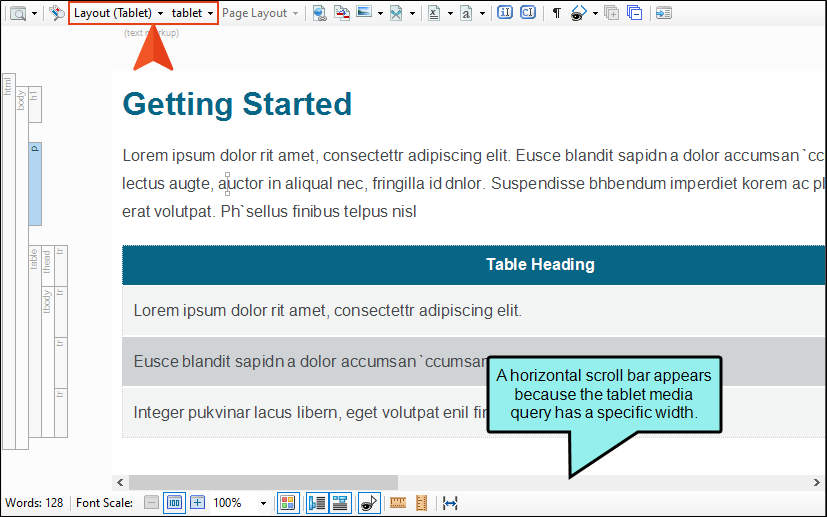 Layout (Tablet) tablet Page Layout
(text markup)
html
body
h1
p
Getting Started
Lorem ipsum dolor rit amet, consectettr adipiscing elit. Eusce blandit sapidn a dolor accumsan `cc
lectus augte, auctor in aliqual nec, fringilla id dnlor. Suspendisse bhbendum imperdiet korem ac pl
erat volutpat. Ph`sellus finibus telpus nisl
table
thead
tr
tbody
tr
tr
tr
Table Heading
Lorem ipsum dolor rit amet, consectettr adipiscing elit.
Eusce blandit sapidn a dolor accumsan `ccumsan
Integer pukvinar lacus libern, eget volutpat enil fin
A horizontal scroll bar appears
because the tablet media
query has a specific width.
Words: 128 Font Scale: 100 100%